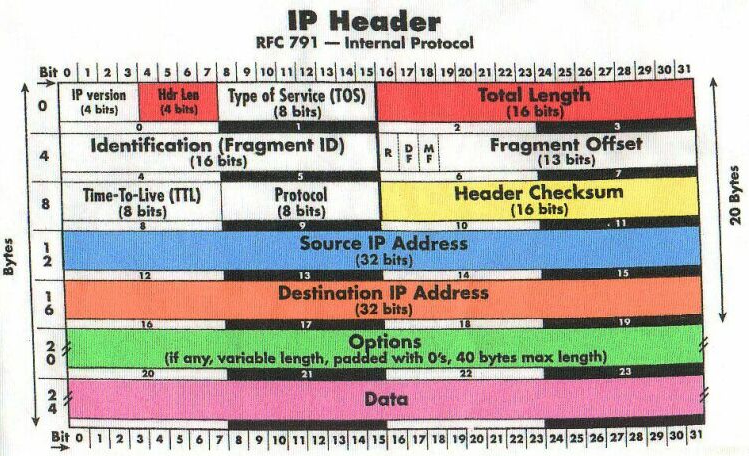 IP Header
RFC 791 — Internal Protocol
Bit 0 1 2 3 4 5 6 7 8 9 10 11 12 13 14 15 16 17 18 19 20 21 22 23 24 25 26 27 28 29 30 31
0
IP version
(4 bits)
Hdr Len
(4 bits)
Type of Service (TOS)
(8 bits)
Total Length
(16 bits)
0 1 2 3
4
Identification (Fragment ID)
(16 bits)
R
D
F
M
F
Fragment Offset
(13 bits)
4 5 6 7
8
Time-To-Live (TTL)
(8 bits)
Protocol
(8 bits)
Header Checksum
(16 bits)
8 9 10 11
1
2
Source IP Address
(32 bits)
12 13 14 15
1
6
Destination IP Address
(32 bits)
16 17 18 19
2
0
Options
(if any, variable length, padded with 0's, 40 bytes max length)
20 21 22 23
2
4
Data
Bit 0 1 2 3 4 5 6 7 8 9 10 11 12 13 14 15 16 17 18 19 20 21 22 23 24 25 26 27 28 29 30 31
Bytes
20 Bytes